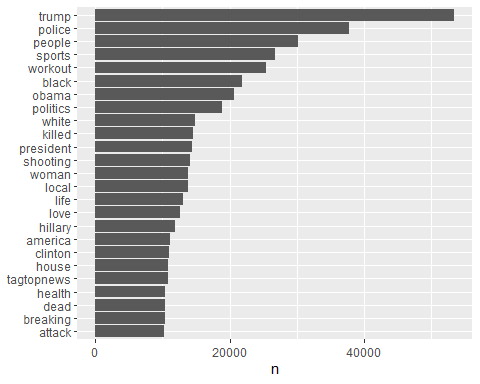 trump
police
people
sports
workout
black
obama
politics
white
killed
president
shooting
woman
local
life
love
hillary
america
clinton
house
tagtopnews
health
dead
breaking
attack
0 20000 40000
n